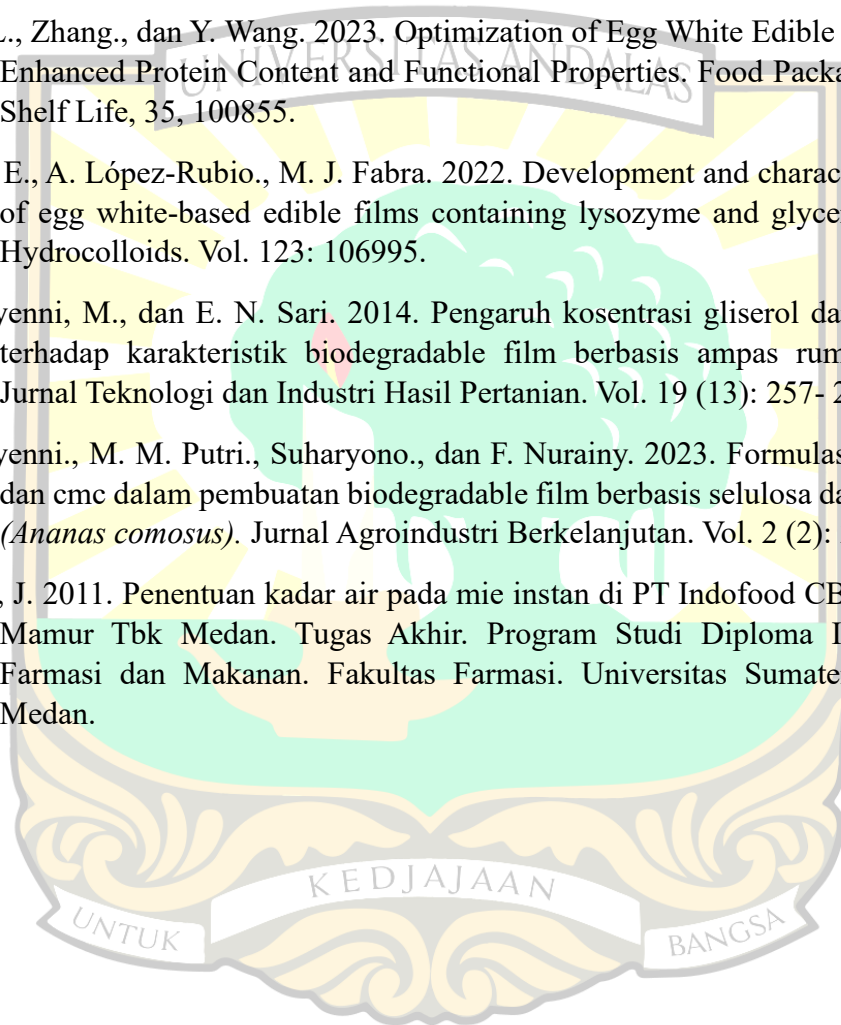 L., Zhang., dan Y. Wang. 2023. Optimization of Egg White Edible
UNIVERSITAS ANDALAS
Enhanced Protein Content and Functional Properties. Food Packa
Shelf Life, 35, 100855.
E., A. López-Rubio., M. J. Fabra. 2022. Development and charac
of egg white-based edible films containing lysozyme and glyce
Hydrocolloids. Vol. 123: 106995.
yenni, M., dan E. N. Sari. 2014. Pengaruh kosentrasi gliserol da
terhadap karakteristik biodegradable film berbasis ampas rum
Jurnal Teknologi dan Industri Hasil Pertanian. Vol. 19 (13): 257- 2
yenni., M. M. Putri., Suharyono., dan F. Nurainy. 2023. Formulas
dan cmc dalam pembuatan biodegradable film berbasis selulosa da
(Ananas comosus). Jurnal Agroindustri Berkelanjutan. Vol. 2 (2):
, J. 2011. Penentuan kadar air pada mie instan di PT Indofood CB
Mamur Tbk Medan. Tugas Akhir. Program Studi Diploma I
Farmasi dan Makanan. Fakultas Farmasi. Universitas Sumate
Medan.
KEDJAJAAN
UNTUK
BANGSA